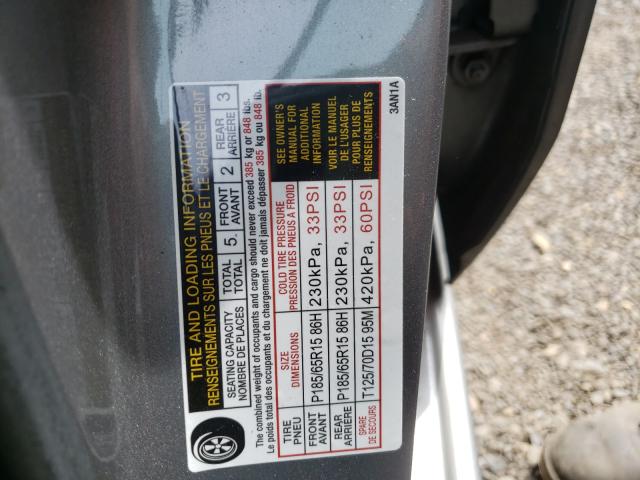 TIRE AND LOADING INFORMATION
RENSEIGNEMENTS SUR LES PNEUS ET LE CHARGEMENT
SEATING CAPACITY TOTAL 5 FRONT 2 REAR 3
NOMBRE DE PLACES TOTAL AVANT ARRIÈRE
The combined weight of occupants and cargo should never exceed 385 kg or 848 lbs.
Le poids total des occupants et du chargement ne doit jamais dépasser 385 kg ou 848 lb.
TIRE SIZE COLD TIRE PRESSURE
PNEU DIMENSIONS PRESSION DES PNEUS À FROID
FRONT AVANT P185/65R15 86H 230kPa, 33PSI
REAR ARRIÈRE P185/65R15 86H 230kPa, 33PSI
SPARE DE SECOURS T125/70D15 95M 420kPa, 60PSI
SEE OWNER'S
MANUAL FOR
ADDITIONAL
INFORMATION
VOIR LE MANUEL
DE L'USAGER
POUR PLUS DE
RENSEIGNEMENTS
3AN1A